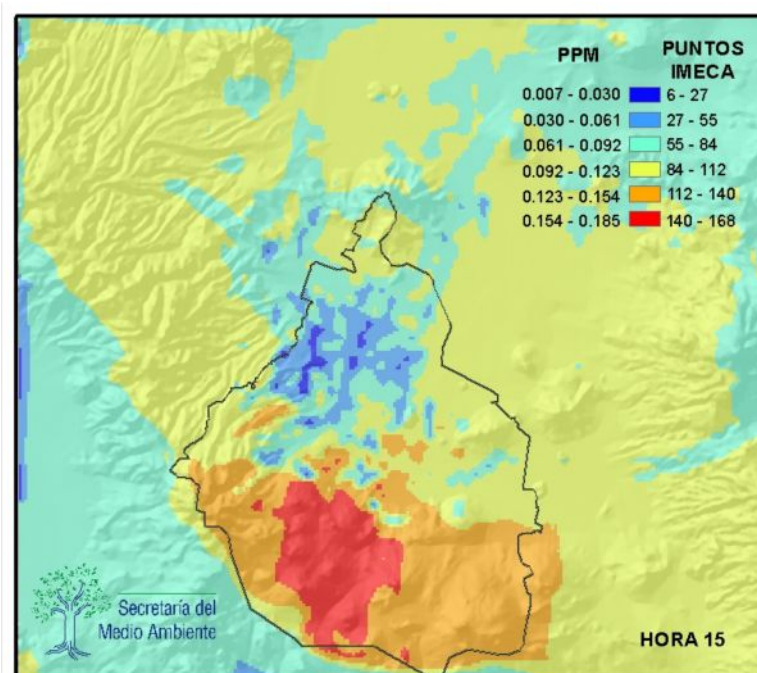 PPM PUNTOS IMECA
0.007 - 0.030 6 - 27
0.030 - 0.061 27 - 55
0.061 - 0.092 55 - 84
0.092 - 0.123 84 - 112
0.123 - 0.154 112 - 140
0.154 - 0.185 140 - 168
Secretaría del
Medio Ambiente
HORA 15